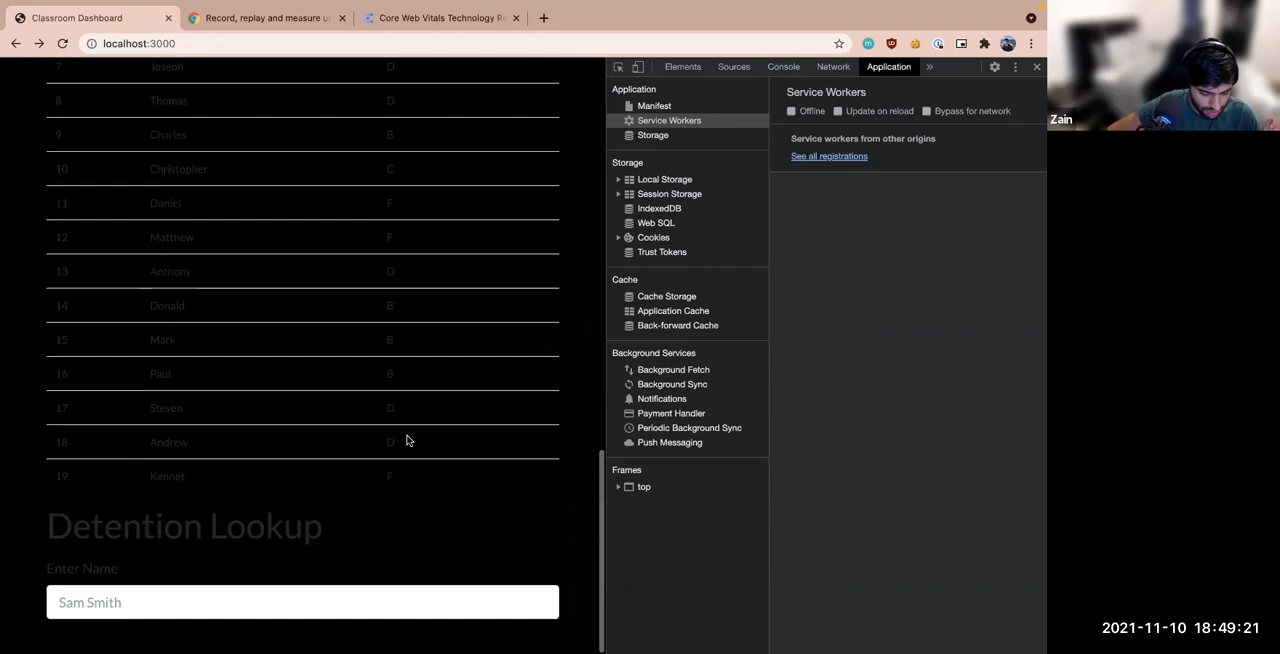 Classroom Dashboard
Record, replay and measure u
Core Web Vitals Technology Re
localhost:3000
7 Joseph D
8 Thomas D
9 Charles B
10 Christopher C
11 Daniel F
12 Matthew F
13 Anthony D
14 Donald B
15 Mark B
16 Paul B
17 Steven D
18 Andrew D
19 Kennet F
Detention Lookup
Enter Name
Sam Smith
Elements Sources Console Network Application »
Application
Manifest
Service Workers
Storage
Storage
Local Storage
Session Storage
IndexedDB
Web SQL
Cookies
Trust Tokens
Cache
Cache Storage
Application Cache
Back-forward Cache
Background Services
Background Fetch
Background Sync
Notifications
Payment Handler
Periodic Background Sync
Push Messaging
Frames
top
Service Workers
Offline Update on reload Bypass for network
Service workers from other origins
See all registrations
Zain
2021-11-10 18:49:21